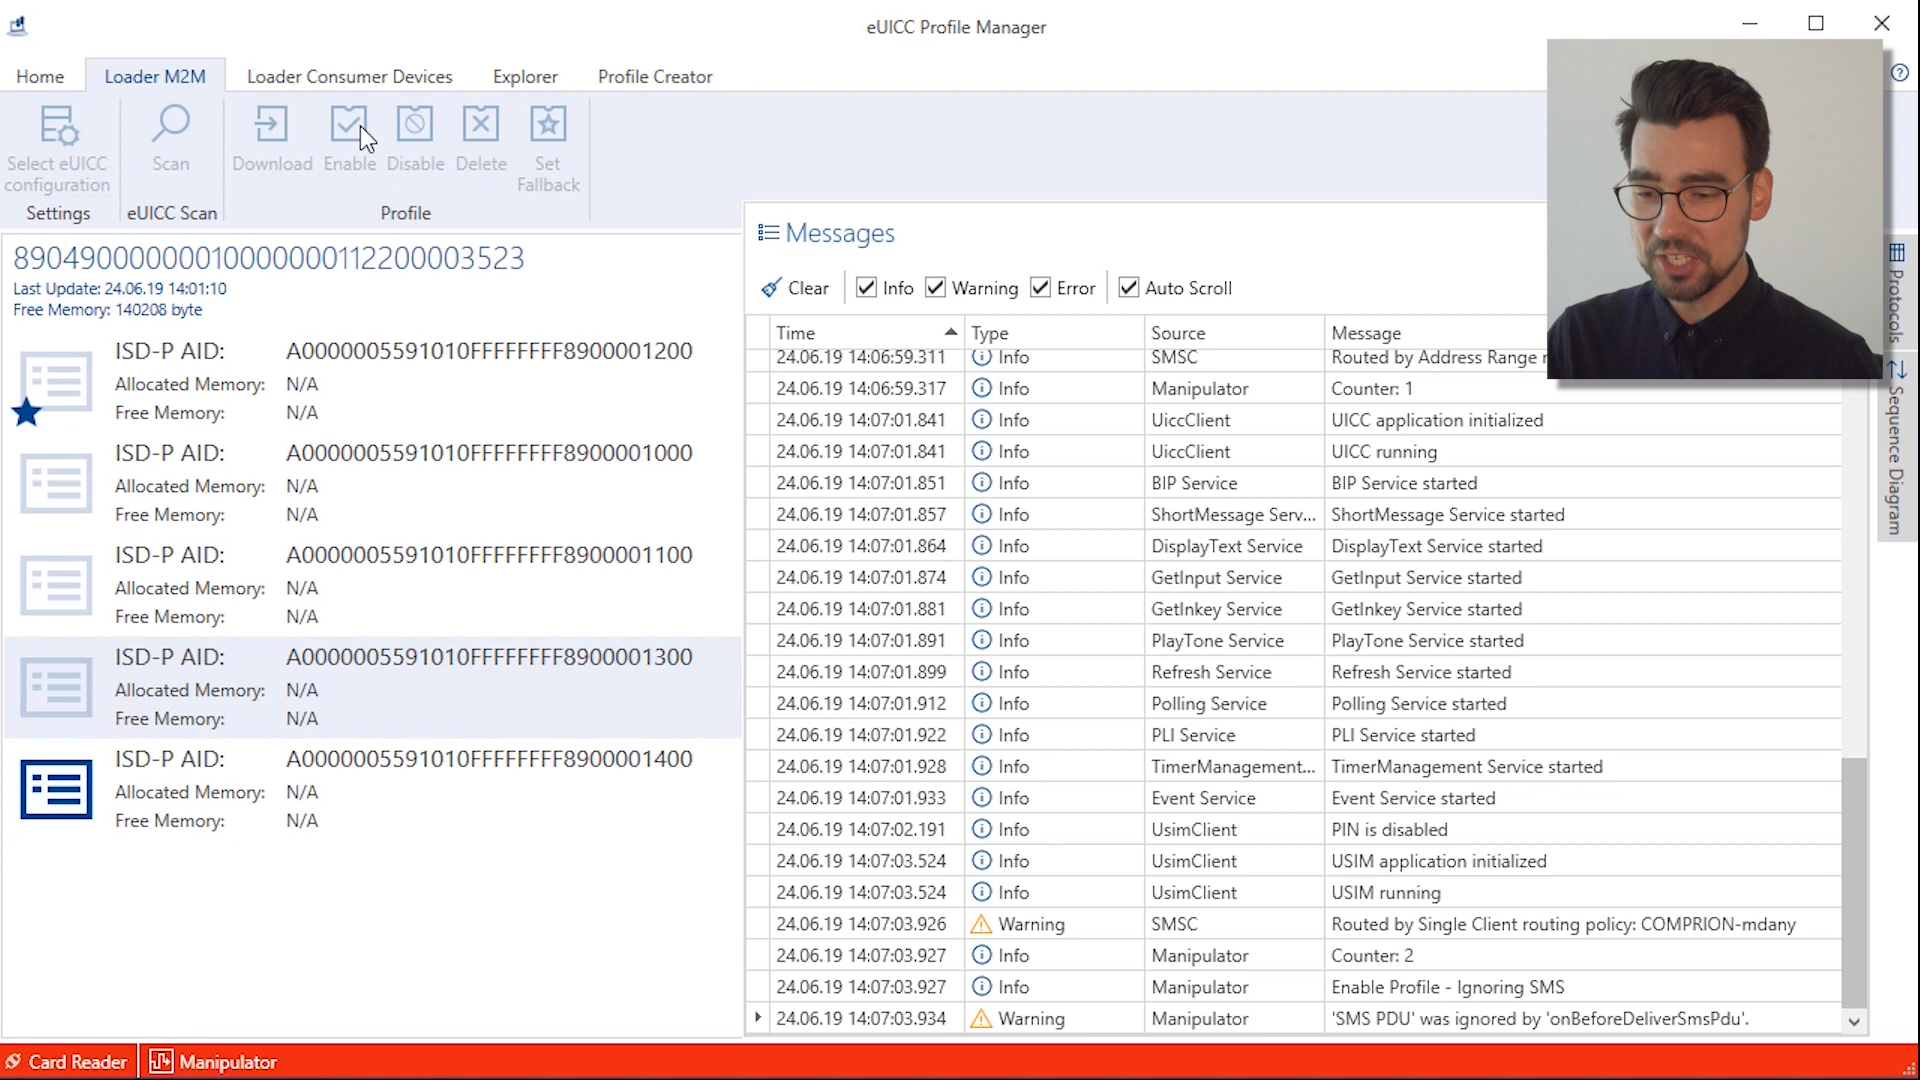 eUICC Profile Manager
Home Loader M2M Loader Consumer Devices Explorer Profile Creator
Select eUICC configuration
Scan
Download
Enable
Disable
Delete
Set Fallback
Settings eUICC Scan Profile
89049000000010000000112200003523
Last Update: 24.06.19 14:01:10
Free Memory: 140208 byte
ISD-P AID: A0000005591010FFFFFFFF8900001200
Allocated Memory: N/A
Free Memory: N/A
ISD-P AID: A0000005591010FFFFFFFF8900001000
Allocated Memory: N/A
Free Memory: N/A
ISD-P AID: A0000005591010FFFFFFFF8900001100
Allocated Memory: N/A
Free Memory: N/A
ISD-P AID: A0000005591010FFFFFFFF8900001300
Allocated Memory: N/A
Free Memory: N/A
ISD-P AID: A0000005591010FFFFFFFF8900001400
Allocated Memory: N/A
Free Memory: N/A
Messages
Clear Info Warning Error Auto Scroll
Time Type Source Message
24.06.19 14:06:59.311 Info SMSC Routed by Address Range
24.06.19 14:06:59.317 Info Manipulator Counter: 1
24.06.19 14:07:01.841 Info UiccClient UICC application initialized
24.06.19 14:07:01.841 Info UiccClient UICC running
24.06.19 14:07:01.851 Info BIP Service BIP Service started
24.06.19 14:07:01.857 Info ShortMessage Serv... ShortMessage Service started
24.06.19 14:07:01.864 Info DisplayText Service DisplayText Service started
24.06.19 14:07:01.874 Info GetInput Service GetInput Service started
24.06.19 14:07:01.881 Info GetInkey Service GetInkey Service started
24.06.19 14:07:01.891 Info PlayTone Service PlayTone Service started
24.06.19 14:07:01.899 Info Refresh Service Refresh Service started
24.06.19 14:07:01.912 Info Polling Service Polling Service started
24.06.19 14:07:01.922 Info PLI Service PLI Service started
24.06.19 14:07:01.928 Info TimerManagement... TimerManagement Service started
24.06.19 14:07:01.933 Info Event Service Event Service started
24.06.19 14:07:02.191 Info UsimClient PIN is disabled
24.06.19 14:07:03.524 Info UsimClient USIM application initialized
24.06.19 14:07:03.524 Info UsimClient USIM running
24.06.19 14:07:03.926 Warning SMSC Routed by Single Client routing policy: COMPRION-mdany
24.06.19 14:07:03.927 Info Manipulator Counter: 2
24.06.19 14:07:03.927 Info Manipulator Enable Profile - Ignoring SMS
24.06.19 14:07:03.934 Warning Manipulator 'SMS PDU' was ignored by 'onBeforeDeliverSmsPdu'.
Protocols
Sequence Diagram
Card Reader Manipulator